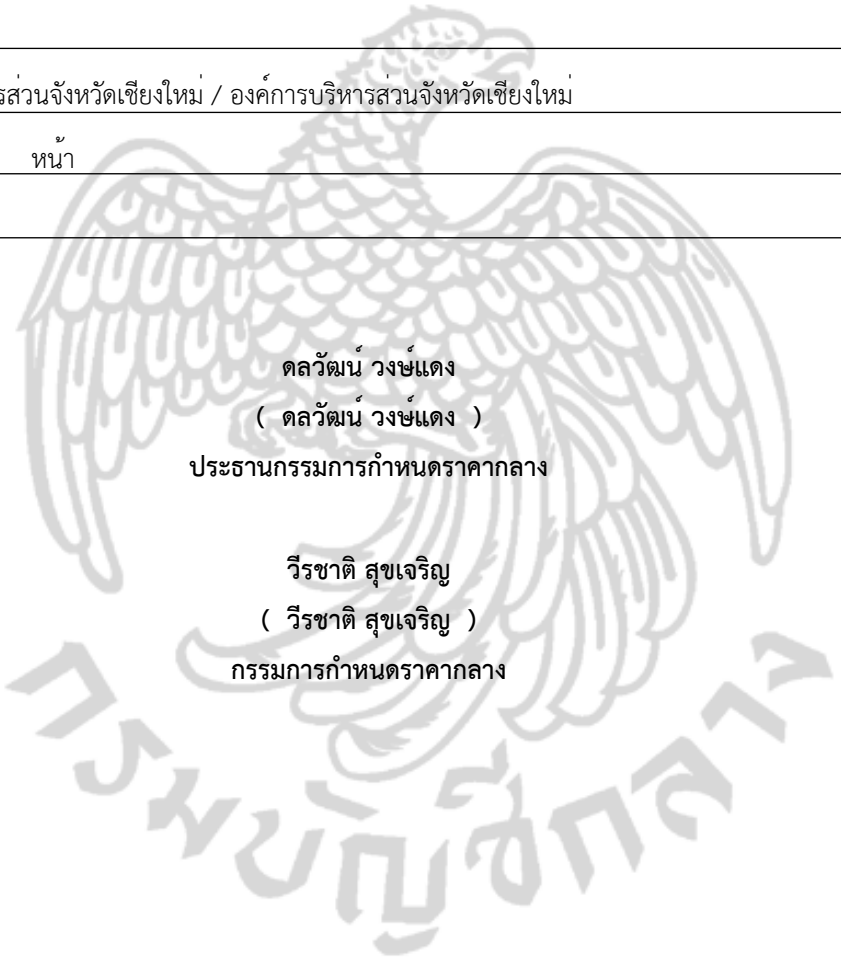 รส่วนจังหวัดเชียงใหม่ / องค์การบริหารส่วนจังหวัดเชียงใหม่
หน้า
ดลวัฒน์ วงษ์แดง
( ดลวัฒน์ วงษ์แดง )
ประธานกรรมการกำหนดราคากลาง
วีรชาติ สุขเจริญ
( วีรชาติ สุขเจริญ )
กรรมการกำหนดราคากลาง
กรมบัญชีกลาง